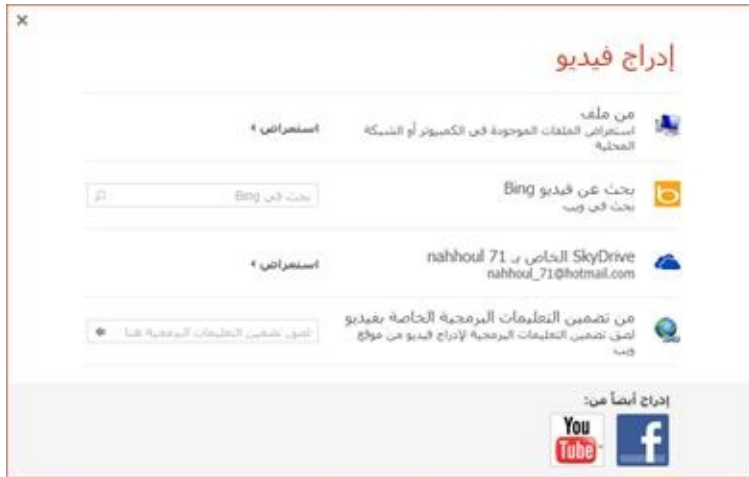 إدراج فيديو
من ملف
استعراض الملفات الموجودة في الكمبيوتر أو الشبكة
المحلية
استعراض
بحث عن فيديو Bing
بحث في ويب
بحث في Bing
SkyDrive الخاص بـ nahhoul 71
nahhoul_71@hotmail.com
استعراض
من تضمين التعليمات البرمجية الخاصة بفيديو
لصق تضمين التعليمات البرمجية لإدراج فيديو من موقع
ويب
لصق تضمين التعليمات البرمجية هنا
إدراج أيضاً من:
You
Tube